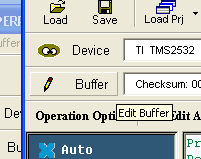 Load Save Load Prj
Device TI TMS2532
Buffer Checksum: 00
Edit Buffer
Operation Opti Edit A
Auto